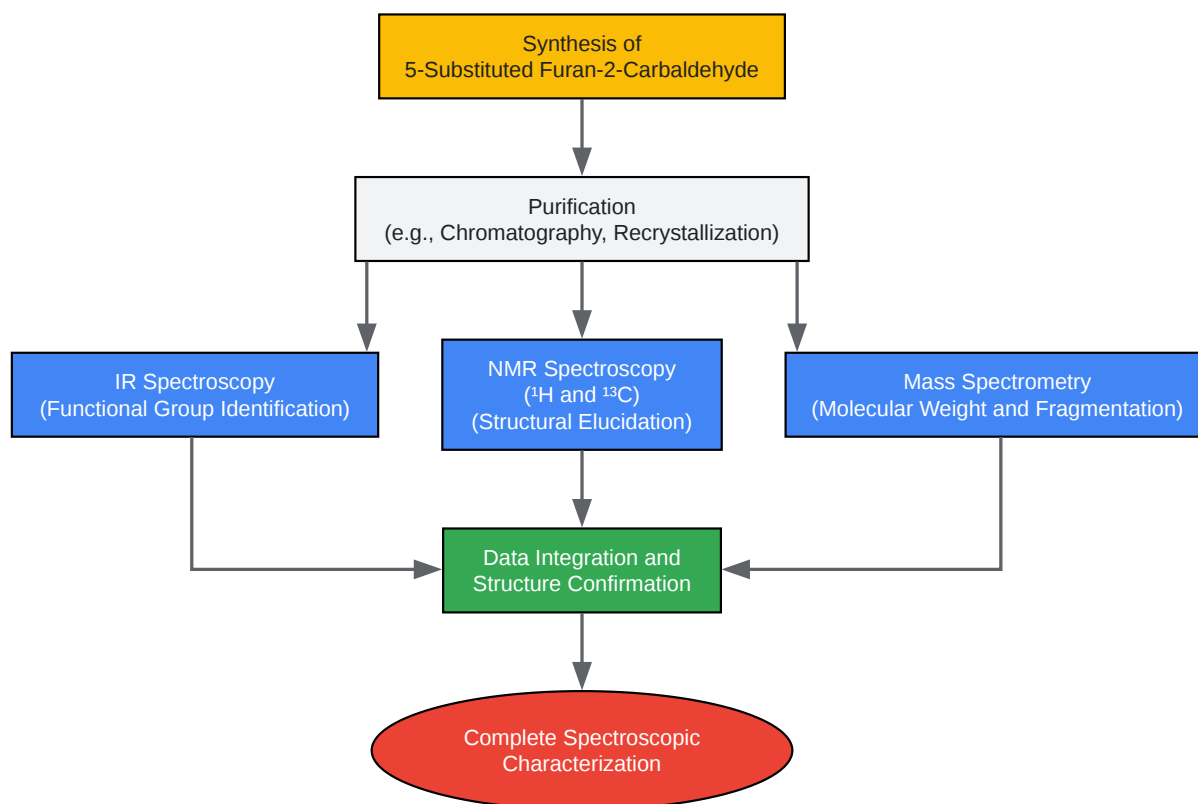 Synthesis of
5-Substituted Furan-2-Carbaldehyde
Purification
(e.g., Chromatography, Recrystallization)
IR Spectroscopy
(Functional Group Identification)
NMR Spectroscopy
(¹H and ¹³C)
(Structural Elucidation)
Mass Spectrometry
(Molecular Weight and Fragmentation)
Data Integration and
Structure Confirmation
Complete Spectroscopic
Characterization